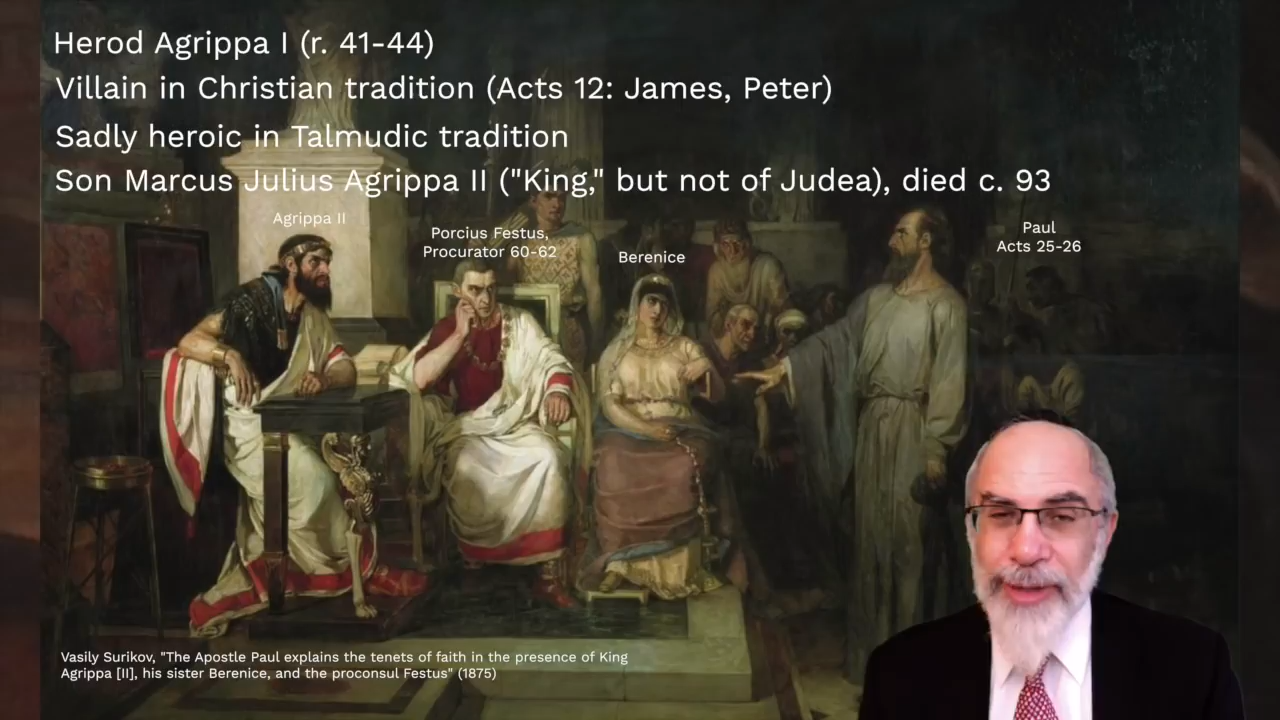 Herod Agrippa I (r. 41-44)
Villain in Christian tradition (Acts 12: James, Peter)
Sadly heroic in Talmudic tradition
Son Marcus Julius Agrippa II ("King," but not of Judea), died c. 93
Agrippa II
Porcius Festus,
Procurator 60-62
Berenice
Paul
Acts 25-26
Vasily Surikov, "The Apostle Paul explains the tenets of faith in the presence of King
Agrippa [II], his sister Berenice, and the proconsul Festus" (1875)